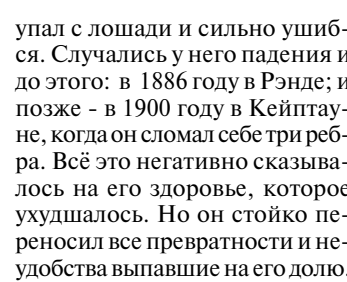 упал с лошади и сильно ушиб-
ся. Случались у него падения и
до этого: в 1886 году в Рэнде; и
позже - в 1900 году в Кейптау-
не, когда он сломал себе три реб-
ра. Всё это негативно сказыва-
лось на его здоровье, которое
ухудшалось. Но он стойко пе-
реносил все превратности и не-
удобства выпавшие на его долю.